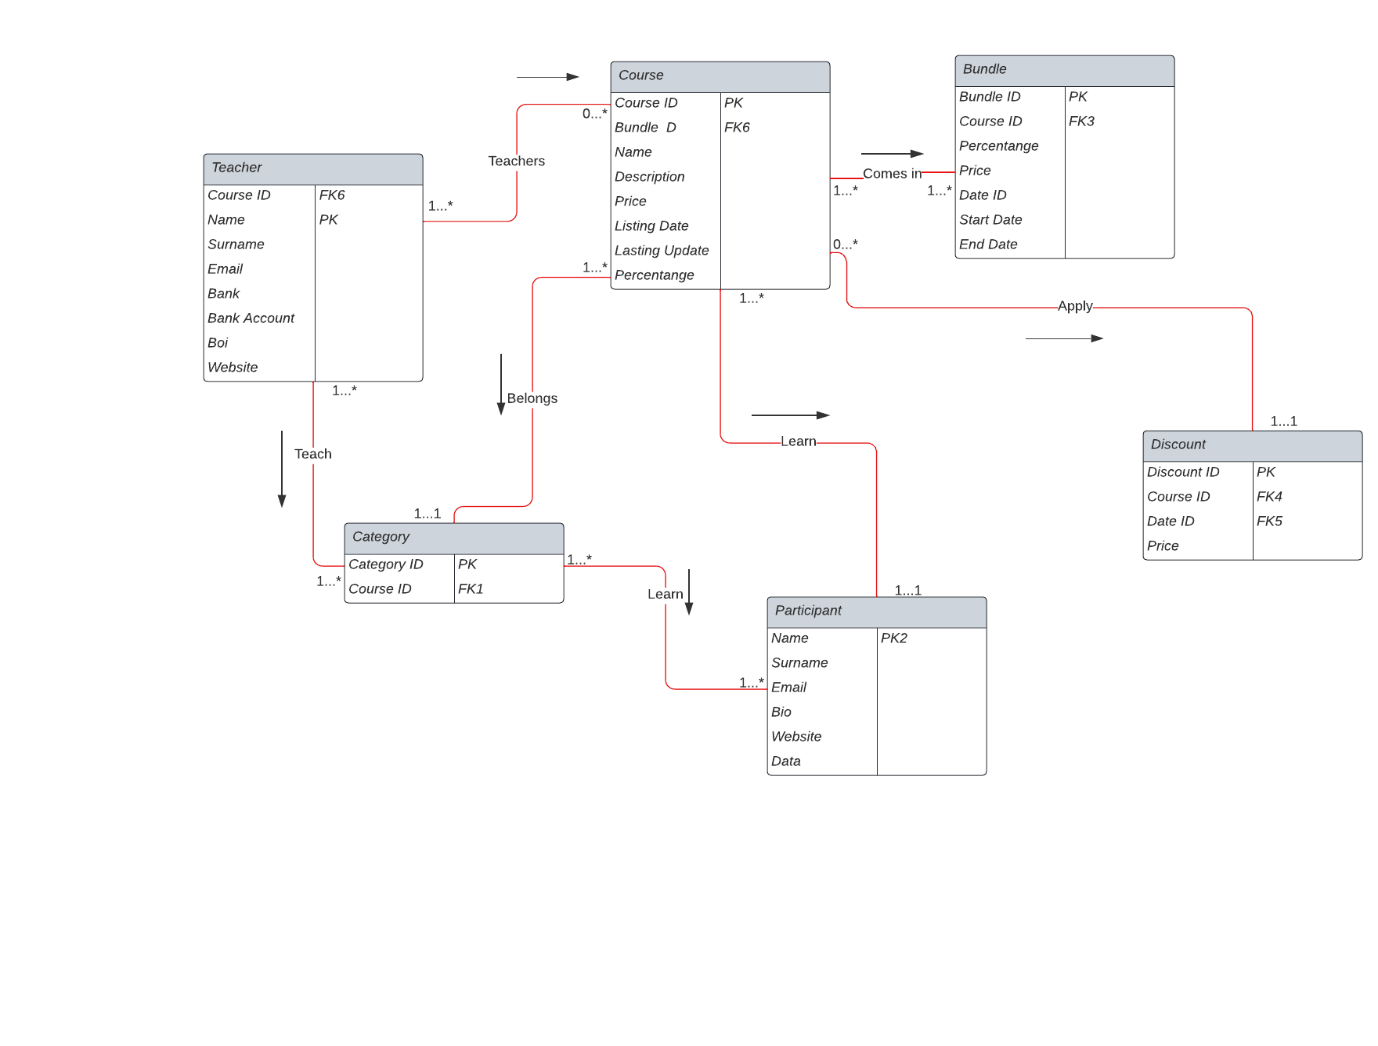 Teacher
Course ID FK6
Name PK
Surname
Email
Bank
Bank Account
Boi
Website
1...*
1...*
Teachers
0...*
Course
Course ID PK
Bundle  D FK6
Name
Description
Price
Listing Date
Lasting Update
Percentange
1...*
Comes in
1...*
Bundle
Bundle ID PK
Course ID FK3
Percentange
Price
Date ID
Start Date
End Date
0...*
Apply
1...1
Discount
Discount ID PK
Course ID FK4
Date ID FK5
Price
1...*
Belongs
1...1
Teach
1...*
Category
Category ID PK
Course ID FK1
1...*
Learn
1...*
1...*
Learn
1...1
Participant
Name PK2
Surname
Email
Bio
Website
Data